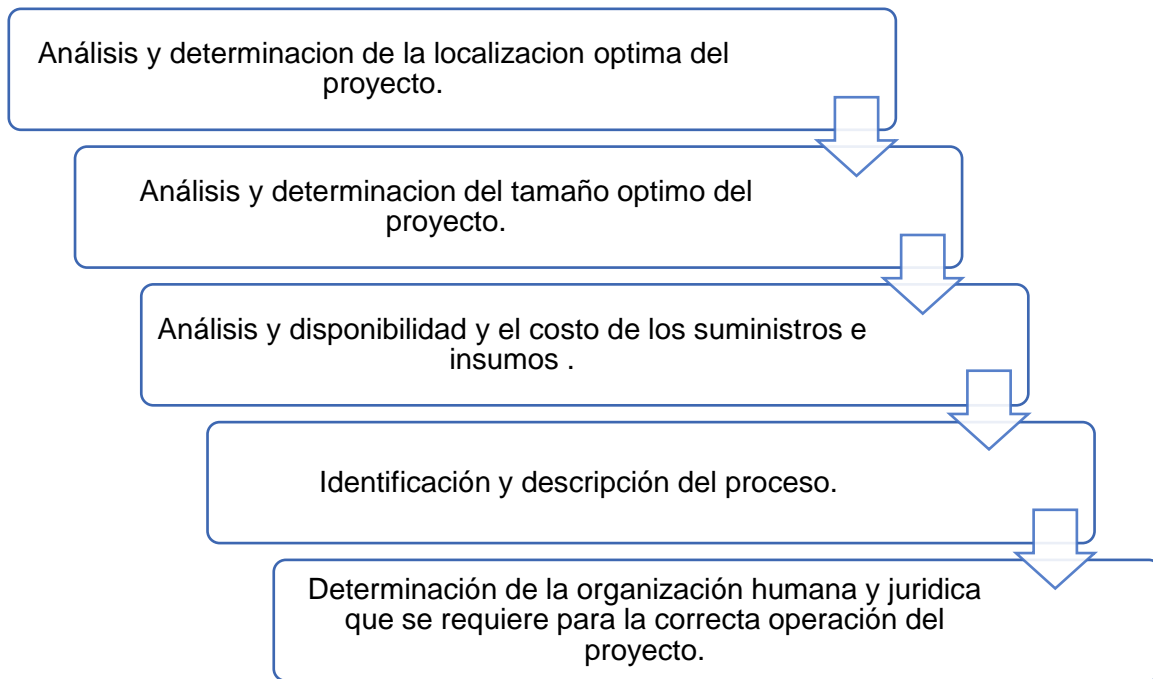 Análisis y determinacion de la localizacion optima del
proyecto.
Análisis y determinacion del tamaño optimo del
proyecto.
Análisis y disponibilidad y el costo de los suministros e
insumos .
Identificación y descripción del proceso.
Determinación de la organización humana y juridica
que se requiere para la correcta operación del
proyecto.